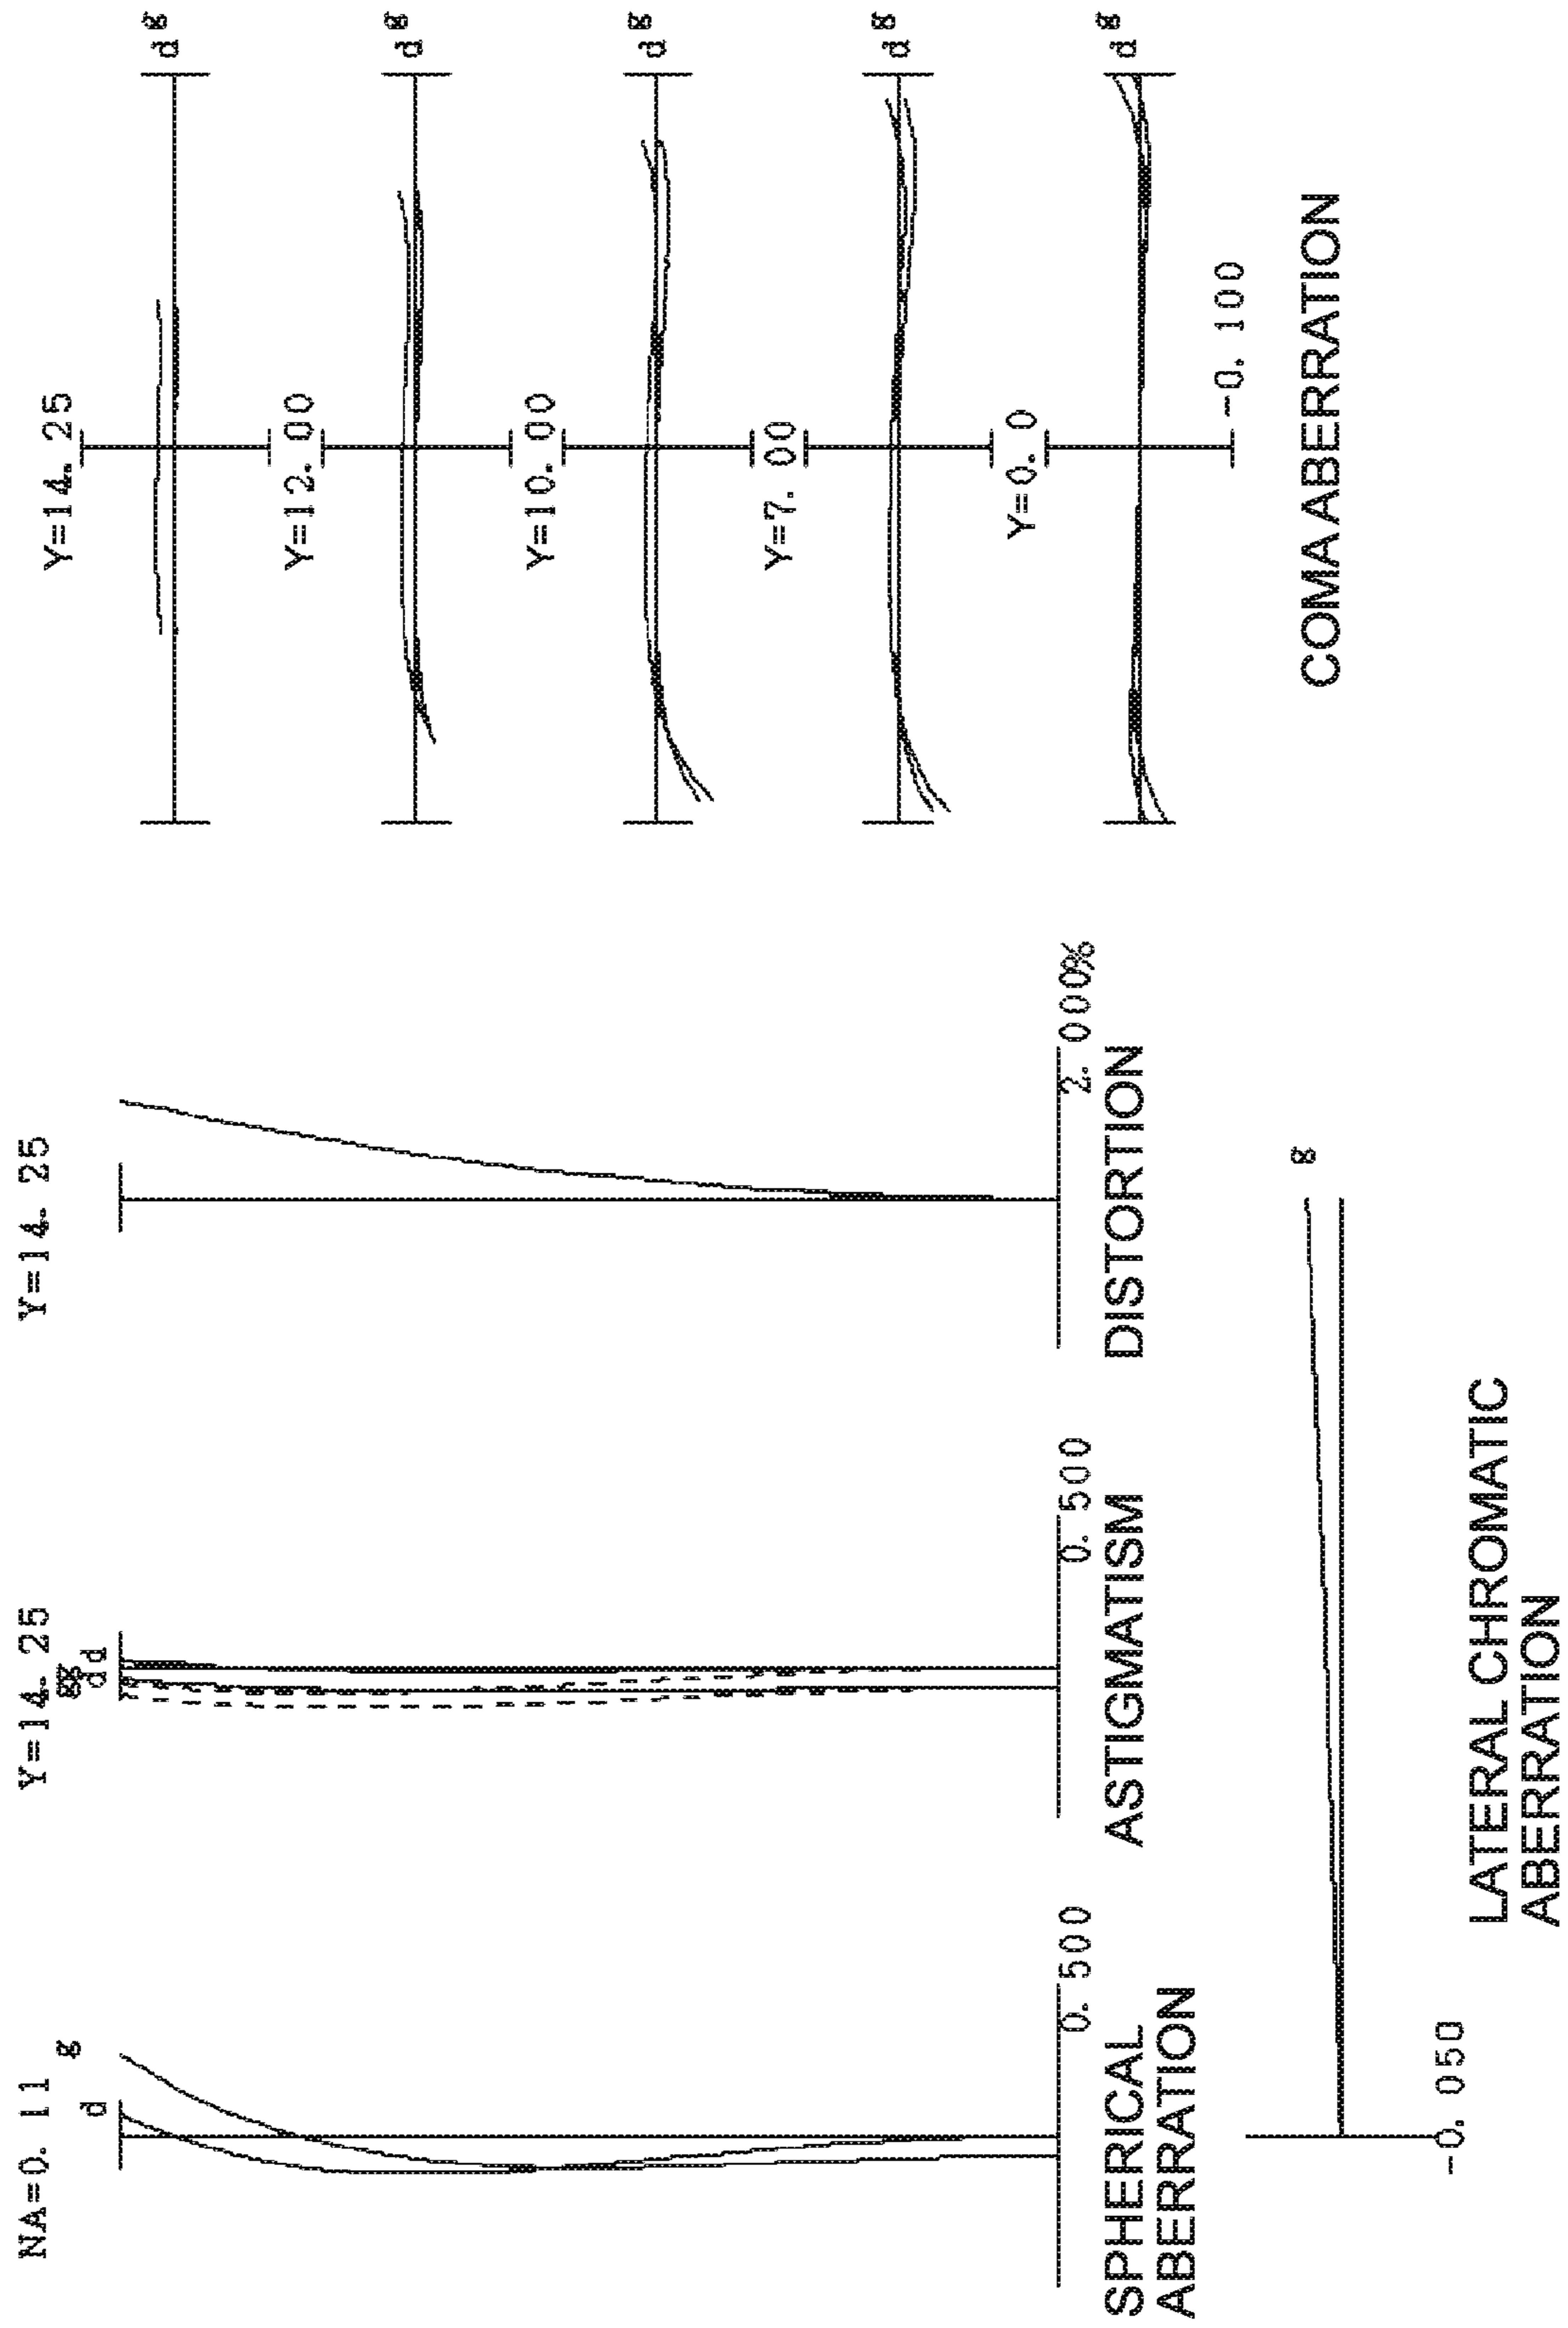 NA=0. 11
d
g
0. 500
SPHERICAL
ABERRATION
Y=14. 25
g g
d d
0. 500
ASTIGMATISM
Y=14. 25
2. 000%
DISTORTION
g
-0. 050
LATERAL CHROMATIC
ABERRATION
Y=14. 25
d g
Y=12. 00
d g
Y=10. 00
d g
Y=7. 00
d g
Y=0. 0
d g
-0. 100
COMA ABERRATION